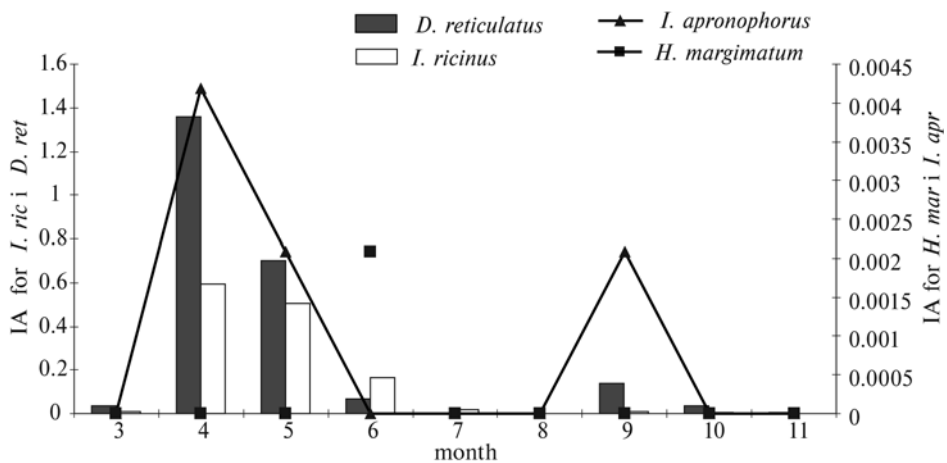 D. reticulatus
I. apronophorus
I. ricinus
H. margimatum
1.6
1.4
1.2
1
0.8
0.6
0.4
0.2
0
IA for I. ric i D. ret
0.0045
0.004
0.0035
0.003
0.0025
0.002
0.0015
0.001
0.0005
0
IA for H. mar i I. apr
3 4 5 6 7 8 9 10 11
month